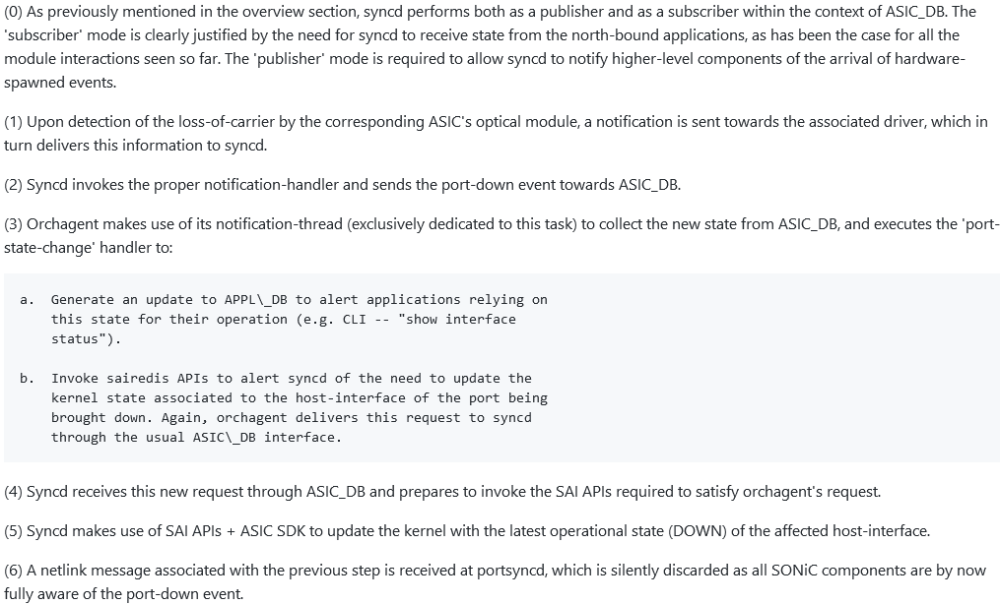 (0) As previously mentioned in the overview section, syncd performs both as a publisher and as a subscriber within the context of ASIC_DB. The
'subscriber' mode is clearly justified by the need for syncd to receive state from the north-bound applications, as has been the case for all the
module interactions seen so far. The 'publisher' mode is required to allow syncd to notify higher-level components of the arrival of hardware-
spawned events.
(1) Upon detection of the loss-of-carrier by the corresponding ASIC's optical module, a notification is sent towards the associated driver, which in
turn delivers this information to syncd.
(2) Syncd invokes the proper notification-handler and sends the port-down event towards ASIC_DB.
(3) Orchagent makes use of its notification-thread (exclusively dedicated to this task) to collect the new state from ASIC_DB, and executes the 'port-
state-change' handler to:
a. Generate an update to APPL\_DB to alert applications relying on
this state for their operation (e.g. CLI -- "show interface
status").
b. Invoke sairedis APIs to alert syncd of the need to update the
kernel state associated to the host-interface of the port being
brought down. Again, orchagent delivers this request to syncd
through the usual ASIC\_DB interface.
(4) Syncd receives this new request through ASIC_DB and prepares to invoke the SAI APIs required to satisfy orchagent's request.
(5) Syncd makes use of SAI APIs + ASIC SDK to update the kernel with the latest operational state (DOWN) of the affected host-interface.
(6) A netlink message associated with the previous step is received at portsyncd, which is silently discarded as all SONiC components are by now
fully aware of the port-down event.